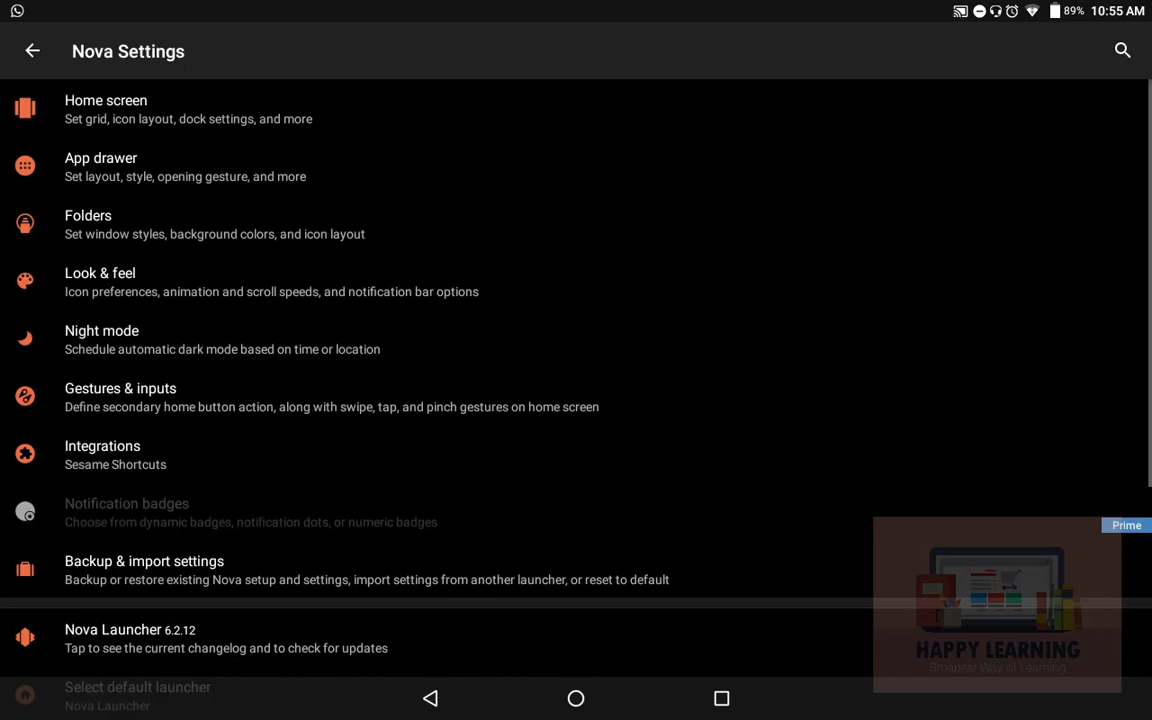 89% 10:55 AM
Nova Settings
Home screen
Set grid, icon layout, dock settings, and more
App drawer
Set layout, style, opening gesture, and more
Folders
Set window styles, background colors, and icon layout
Look & feel
Icon preferences, animation and scroll speeds, and notification bar options
Night mode
Schedule automatic dark mode based on time or location
Gestures & inputs
Define secondary home button action, along with swipe, tap, and pinch gestures on home screen
Integrations
Sesame Shortcuts
Notification badges
Choose from dynamic badges, notification dots, or numeric badges
Prime
Backup & import settings
Backup or restore existing Nova setup and settings, import settings from another launcher, or reset to default
Nova Launcher 6.2.12
Tap to see the current changelog and to check for updates
HAPPY LEARNING
Smartest Way of Learning
Select default launcher
Nova Launcher